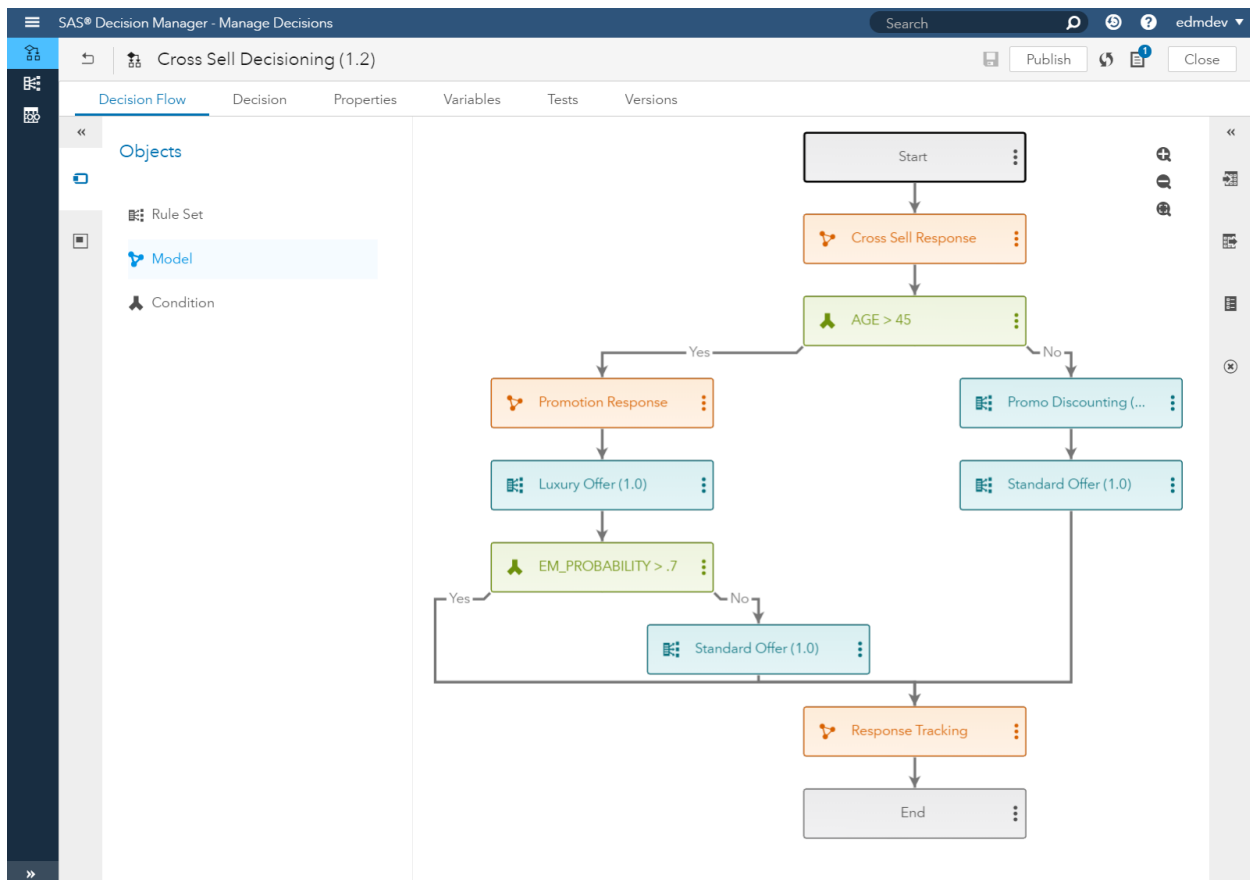 SAS® Decision Manager - Manage Decisions
Search
edmdev
Cross Sell Decisioning (1.2)
1
Publish
Close
Decision Flow
Decision
Properties
Variables
Tests
Versions
Objects
Rule Set
Model
Condition
Start
Cross Sell Response
AGE > 45
Yes
No
Promotion Response
Promo Discounting (...
Luxury Offer (1.0)
Standard Offer (1.0)
EM_PROBABILITY > .7
Yes
No
Standard Offer (1.0)
Response Tracking
End